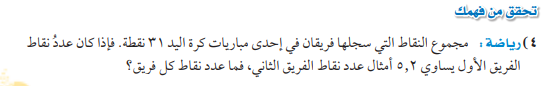 تحقق من فهمك
٤) رياضة: مجموع النقاط التي سجلها فريقان في إحدى مباريات كرة اليد ٣١ نقطة. فإذا كان عددُ نقاط
الفريق الأول يساوي ٥,٢ أمثال عدد نقاط الفريق الثاني، فما عدد نقاط كل فريق؟